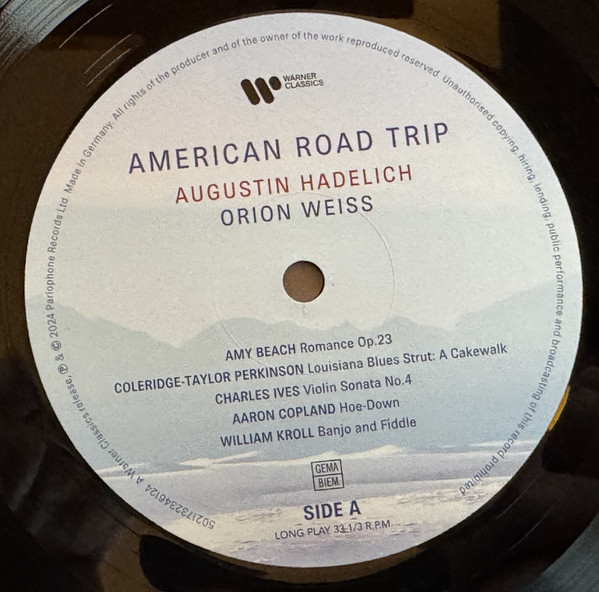 WARNER
CLASSICS
AMERICAN ROAD TRIP
AUGUSTIN HADELICH
ORION WEISS
AMY BEACH Romance Op.23
COLERIDGE-TAYLOR PERKINSON Louisiana Blues Strut: A Cakewalk
CHARLES IVES Violin Sonata No.4
AARON COPLAND Hoe-Down
WILLIAM KROLL Banjo and Fiddle
GEMA
BIEM
SIDE A
LONG PLAY 33 1/3 R.P.M.
5021732346124 A Warner Classics release, ℗ & © 2024 Parlophone Records Ltd Made in Germany. All rights of the producer and of the owner of the work reproduced reserved Unauthorised copying, hiring, lending, public performance and broadcasting of this record prohibited